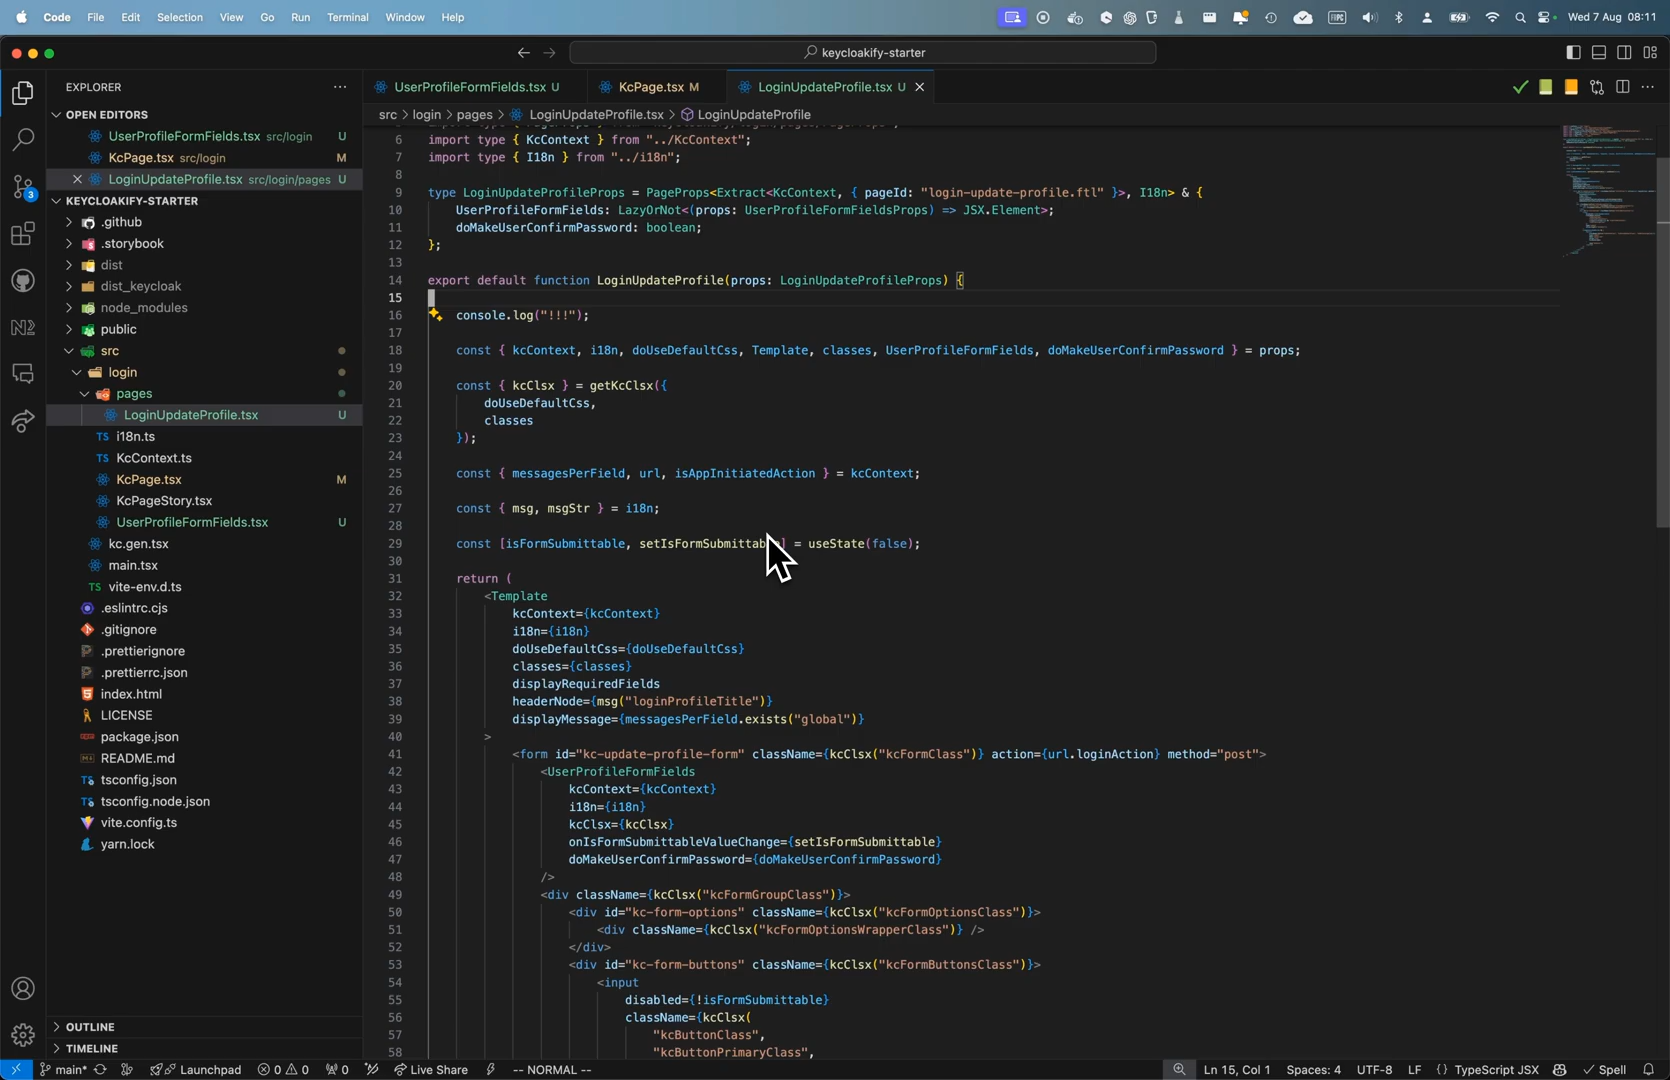 Code File Edit Selection View Go Run Terminal Window Help
Wed 7 Aug 08:11
keycloakify-starter
EXPLORER
OPEN EDITORS
UserProfileFormFields.tsx src/login U
KcPage.tsx src/login M
LoginUpdateProfile.tsx src/login/pages U
KEYCLOAKIFY-STARTER
.github
.storybook
dist
dist_keycloak
node_modules
public
src
login
pages
LoginUpdateProfile.tsx U
i18n.ts
KcContext.ts
KcPage.tsx M
KcPageStory.tsx
UserProfileFormFields.tsx U
kc.gen.tsx
main.tsx
vite-env.d.ts
.eslintrc.cjs
.gitignore
.prettierignore
.prettierrc.json
index.html
LICENSE
package.json
README.md
tsconfig.json
tsconfig.node.json
vite.config.ts
yarn.lock
OUTLINE
TIMELINE
3
UserProfileFormFields.tsx U
KcPage.tsx M
LoginUpdateProfile.tsx U
src > login > pages > LoginUpdateProfile.tsx > LoginUpdateProfile
6 import type { KcContext } from "../KcContext";
7 import type { I18n } from "../i18n";
8
9 type LoginUpdateProfileProps = PageProps<Extract<KcContext, { pageId: "login-update-profile.ftl" }>, I18n> & {
10 UserProfileFormFields: LazyOrNot<(props: UserProfileFormFieldsProps) => JSX.Element>;
11 doMakeUserConfirmPassword: boolean;
12 };
13
14 export default function LoginUpdateProfile(props: LoginUpdateProfileProps) {
15
16 console.log("!!!");
17
18 const { kcContext, i18n, doUseDefaultCss, Template, classes, UserProfileFormFields, doMakeUserConfirmPassword } = props;
19
20 const { kcClsx } = getKcClsx({
21 doUseDefaultCss,
22 classes
23 });
24
25 const { messagesPerField, url, isAppInitiatedAction } = kcContext;
26
27 const { msg, msgStr } = i18n;
28
29 const [isFormSubmittable, setIsFormSubmittable] = useState(false);
30
31 return (
32 <Template
33 kcContext={kcContext}
34 i18n={i18n}
35 doUseDefaultCss={doUseDefaultCss}
36 classes={classes}
37 displayRequiredFields
38 headerNode={msg("loginProfileTitle")}
39 displayMessage={messagesPerField.exists("global")}
40 >
41 <form id="kc-update-profile-form" className={kcClsx("kcFormClass")} action={url.loginAction} method="post">
42 <UserProfileFormFields
43 kcContext={kcContext}
44 i18n={i18n}
45 kcClsx={kcClsx}
46 onIsFormSubmittableValueChange={setIsFormSubmittable}
47 doMakeUserConfirmPassword={doMakeUserConfirmPassword}
48 />
49 <div className={kcClsx("kcFormGroupClass")}>
50 <div id="kc-form-options" className={kcClsx("kcFormOptionsClass")}>
51 <div className={kcClsx("kcFormOptionsWrapperClass")} />
52 </div>
53 <div id="kc-form-buttons" className={kcClsx("kcFormButtonsClass")}>
54 <input
55 disabled={!isFormSubmittable}
56 className={kcClsx(
57 "kcButtonClass",
58 "kcButtonPrimaryClass",
main* Launchpad 0 0 0 Live Share -- NORMAL --
Ln 15, Col 1 Spaces: 4 UTF-8 LF {} TypeScript JSX Spell